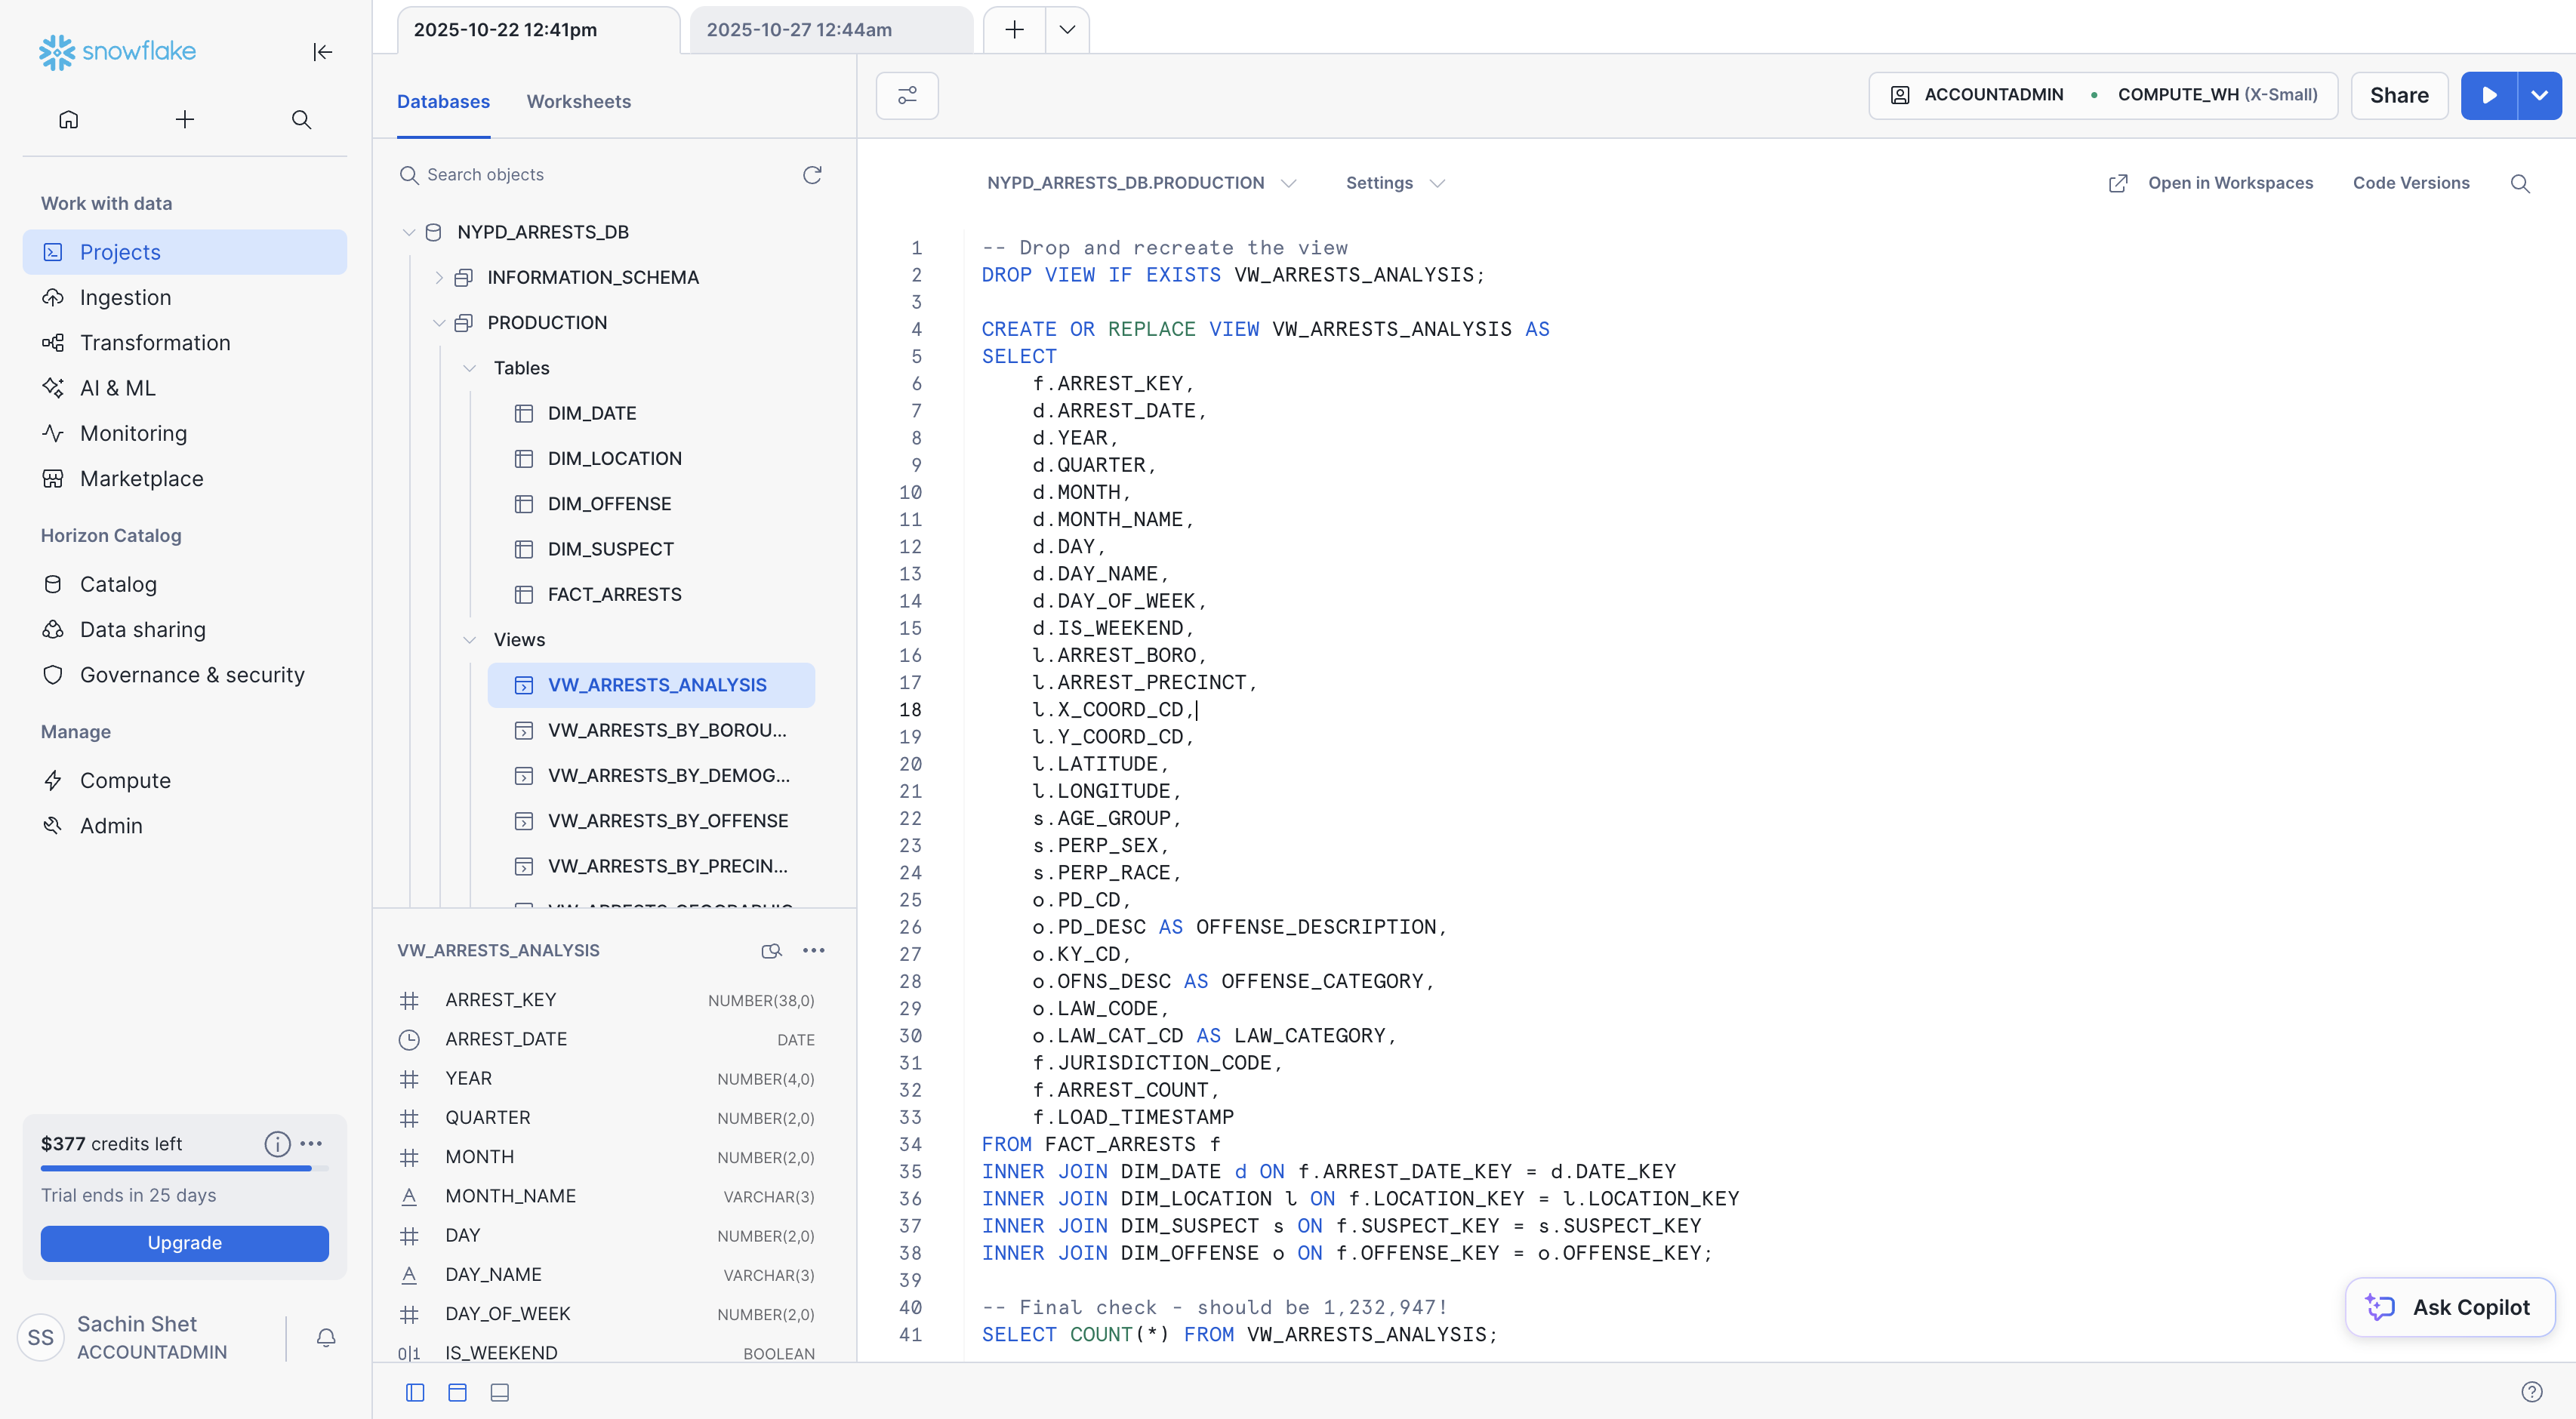 snowflake
Work with data
Projects
Ingestion
Transformation
AI & ML
Monitoring
Marketplace
Horizon Catalog
Catalog
Data sharing
Governance & security
Manage
Compute
Admin
$377 credits left
Trial ends in 25 days
Upgrade
SS
Sachin Shet
ACCOUNTADMIN
2025-10-22 12:41pm
2025-10-27 12:44am
Databases
Worksheets
Search objects
NYPD_ARRESTS_DB
INFORMATION_SCHEMA
PRODUCTION
Tables
DIM_DATE
DIM_LOCATION
DIM_OFFENSE
DIM_SUSPECT
FACT_ARRESTS
Views
VW_ARRESTS_ANALYSIS
VW_ARRESTS_BY_BOROU...
VW_ARRESTS_BY_DEMOG...
VW_ARRESTS_BY_OFFENSE
VW_ARRESTS_BY_PRECIN...
VW_ARRESTS_ANALYSIS
ARREST_KEY NUMBER(38,0)
ARREST_DATE DATE
YEAR NUMBER(4,0)
QUARTER NUMBER(2,0)
MONTH NUMBER(2,0)
MONTH_NAME VARCHAR(3)
DAY NUMBER(2,0)
DAY_NAME VARCHAR(3)
DAY_OF_WEEK NUMBER(2,0)
0|1 IS_WEEKEND BOOLEAN
ACCOUNTADMIN • COMPUTE_WH (X-Small)
Share
NYPD_ARRESTS_DB.PRODUCTION
Settings
Open in Workspaces
Code Versions
1 -- Drop and recreate the view
2 DROP VIEW IF EXISTS VW_ARRESTS_ANALYSIS;
3
4 CREATE OR REPLACE VIEW VW_ARRESTS_ANALYSIS AS
5 SELECT
6 f.ARREST_KEY,
7 d.ARREST_DATE,
8 d.YEAR,
9 d.QUARTER,
10 d.MONTH,
11 d.MONTH_NAME,
12 d.DAY,
13 d.DAY_NAME,
14 d.DAY_OF_WEEK,
15 d.IS_WEEKEND,
16 l.ARREST_BORO,
17 l.ARREST_PRECINCT,
18 l.X_COORD_CD,
19 l.Y_COORD_CD,
20 l.LATITUDE,
21 l.LONGITUDE,
22 s.AGE_GROUP,
23 s.PERP_SEX,
24 s.PERP_RACE,
25 o.PD_CD,
26 o.PD_DESC AS OFFENSE_DESCRIPTION,
27 o.KY_CD,
28 o.OFNS_DESC AS OFFENSE_CATEGORY,
29 o.LAW_CODE,
30 o.LAW_CAT_CD AS LAW_CATEGORY,
31 f.JURISDICTION_CODE,
32 f.ARREST_COUNT,
33 f.LOAD_TIMESTAMP
34 FROM FACT_ARRESTS f
35 INNER JOIN DIM_DATE d ON f.ARREST_DATE_KEY = d.DATE_KEY
36 INNER JOIN DIM_LOCATION l ON f.LOCATION_KEY = l.LOCATION_KEY
37 INNER JOIN DIM_SUSPECT s ON f.SUSPECT_KEY = s.SUSPECT_KEY
38 INNER JOIN DIM_OFFENSE o ON f.OFFENSE_KEY = o.OFFENSE_KEY;
39
40 -- Final check - should be 1,232,947!
41 SELECT COUNT(*) FROM VW_ARRESTS_ANALYSIS;
Ask Copilot